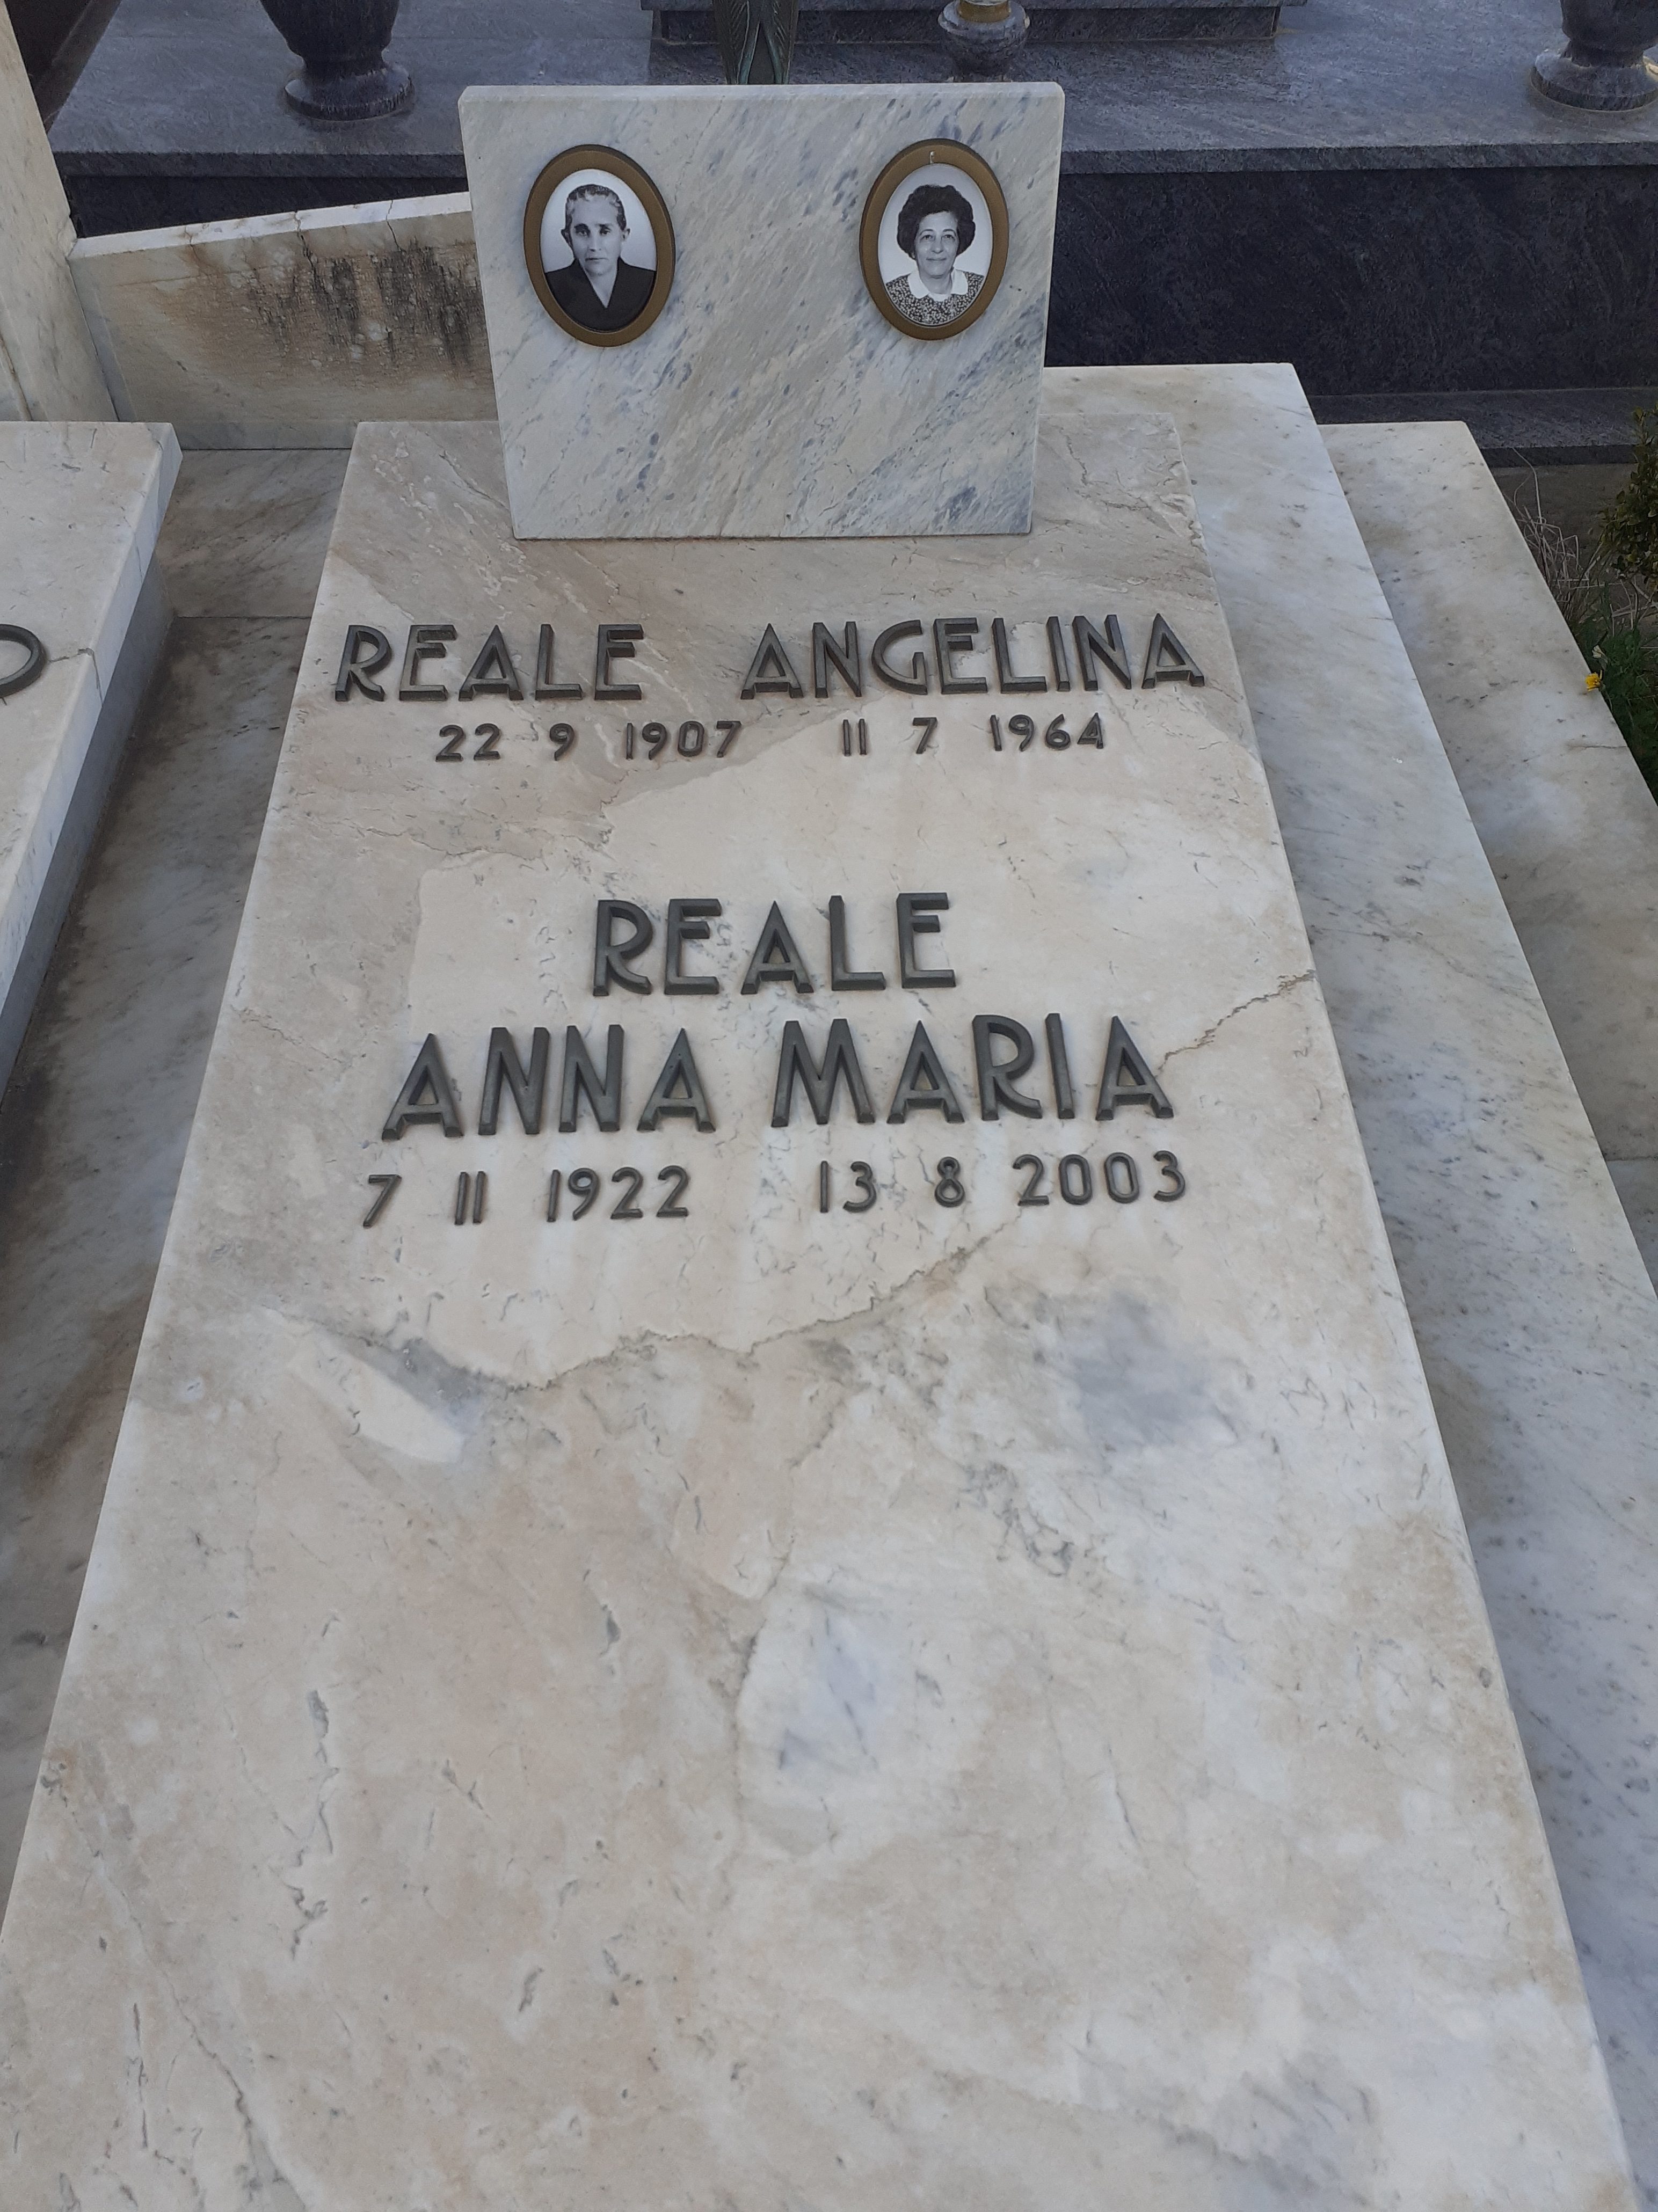 REALE ANGELINA
22 9 1907 11 7 1964
REALE
ANNA MARIA
7 11 1922 13 8 2003